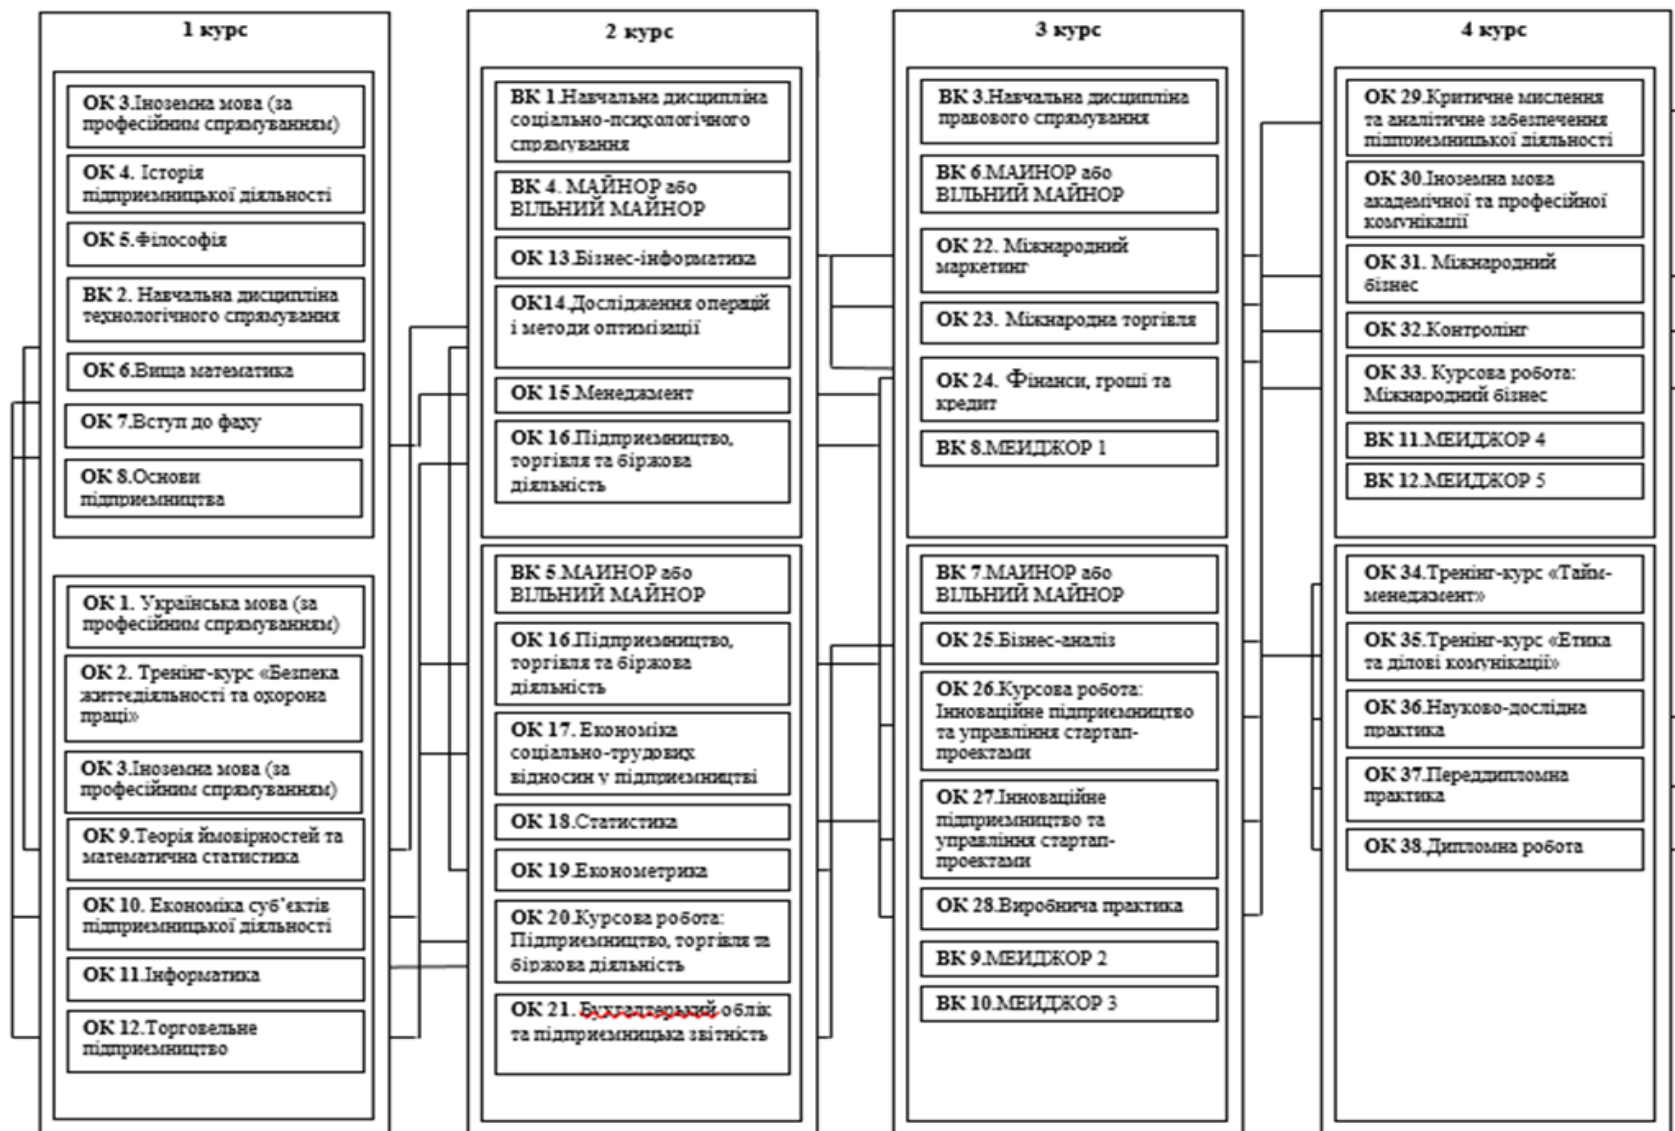 1 курс
ОК 3.Іноземна мова (за
професійним спрямуванням)
ОК 4. Історія
підприємницької діяльності
ОК 5.Філософія
ВК 2. Навчальна дисципліна
технологічного спрямування
ОК 6.Вища математика
ОК 7.Вступ до фаху
ОК 8.Основи
підприємництва
ОК 1. Українська мова (за
професійним спрямуванням)
ОК 2. Тренінг-курс «Безпека
життєдіяльності та охорона
праці»
ОК 3.Іноземна мова (за
професійним спрямуванням)
ОК 9.Теорія ймовірностей та
математична статистика
ОК 10. Економіка суб’єктів
підприємницької діяльності
ОК 11.Інформатика
ОК 12.Торговельне
підприємництво
2 курс
ВК 1.Навчальна дисципліна
соціально-психологічного
спрямування
ВК 4. МАЙНОР або
ВІЛЬНИЙ МАЙНОР
ОК 13.Бізнес-інформатика
ОК14.Дослідження операцій
і методи оптимізації
ОК 15.Менеджмент
ОК 16.Підприємництво,
торгівля та біржова
діяльність
ВК 5.МАЙНОР або
ВІЛЬНИЙ МАЙНОР
ОК 16.Підприємництво,
торгівля та біржова
діяльність
ОК 17. Економіка
соціально-трудових
відносин у підприємництві
ОК 18.Статистика
ОК 19.Економетрика
ОК 20.Курсова робота:
Підприємництво, торгівля та
біржова діяльність
ОК 21. Бухгалтерький облік
та підприємницька звітність
3 курс
ВК 3.Навчальна дисципліна
правового спрямування
ВК 6.МАЙНОР або
ВІЛЬНИЙ МАЙНОР
ОК 22. Міжнародний
маркетинг
ОК 23. Міжнародна торгівля
ОК 24. Фінанси, гроші та
кредит
ВК 8.МЕЙДЖОР 1
ВК 7.МАЙНОР або
ВІЛЬНИЙ МАЙНОР
ОК 25.Бізнес-аналіз
ОК 26.Курсова робота:
Інноваційне підприємництво
та управління стартап-
проектами
ОК 27.Інноваційне
підприємництво та
управління стартап-
проектами
ОК 28.Виробнича практика
ВК 9.МЕЙДЖОР 2
ВК 10.МЕЙДЖОР 3
4 курс
ОК 29.Критичне мислення
та аналітичне забезпечення
підприємницької діяльності
ОК 30.Іноземна мова
академічної та професійної
комунікації
ОК 31. Міжнародний
бізнес
ОК 32.Контролінг
ОК 33. Курсова робота:
Міжнародний бізнес
ВК 11.МЕЙДЖОР 4
ВК 12.МЕЙДЖОР 5
ОК 34.Тренінг-курс «Тайм-
менеджмент»
ОК 35.Тренінг-курс «Етика
та ділові комунікації»
ОК 36.Науково-дослідна
практика
ОК 37.Переддипломна
практика
ОК 38.Дипломна робота